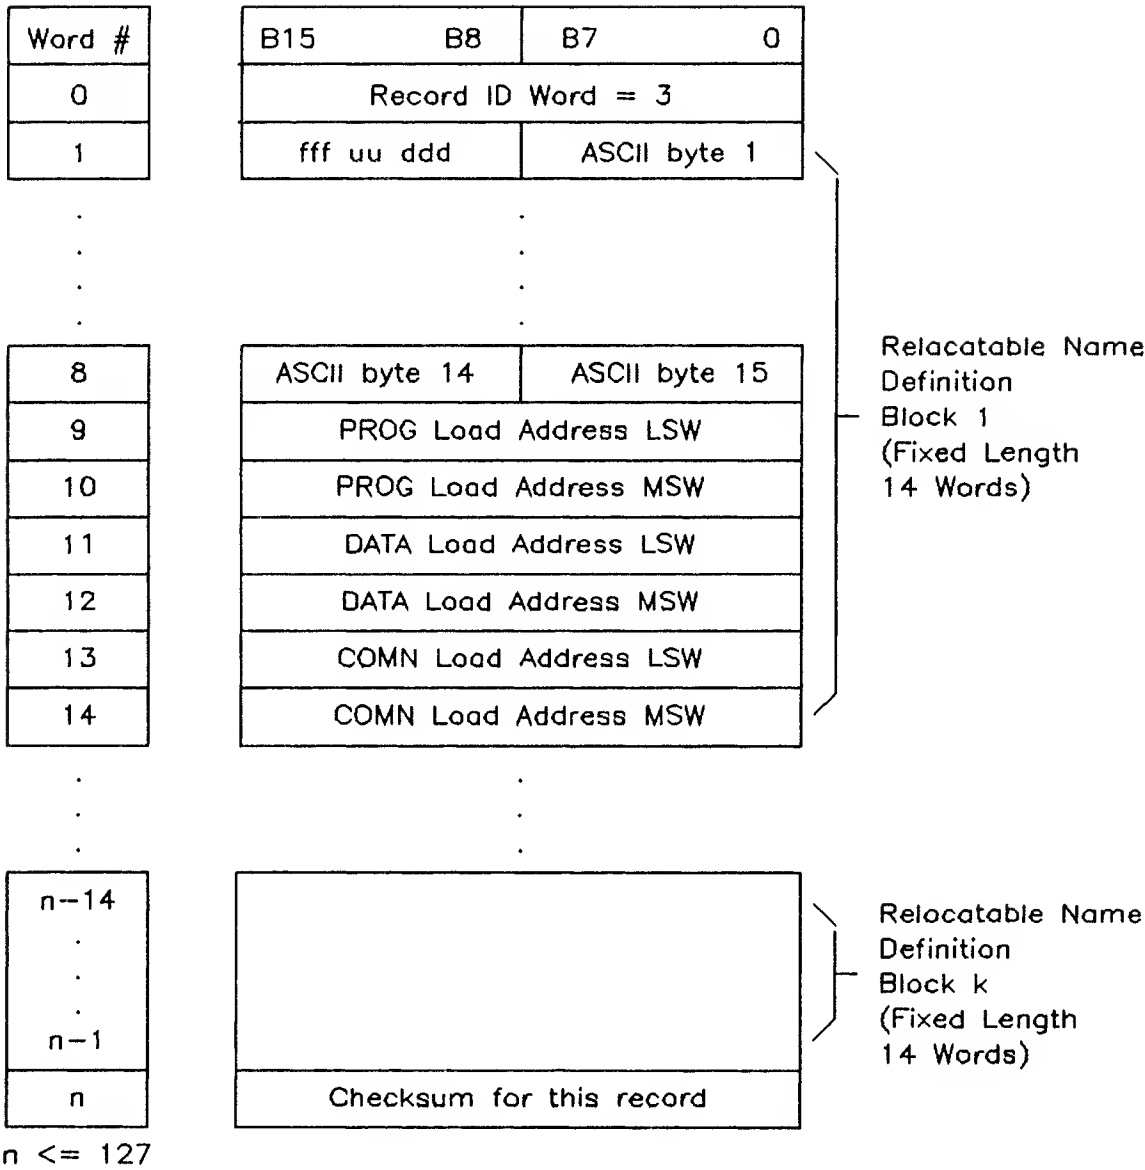 Word # B15 B8 B7 0
0 Record ID Word = 3
1 fff uu ddd ASCII byte 1
8 ASCII byte 14 ASCII byte 15
9 PROG Load Address LSW
10 PROG Load Address MSW
11 DATA Load Address LSW
12 DATA Load Address MSW
13 COMN Load Address LSW
14 COMN Load Address MSW
Relacatable Name
Definition
Block 1
(Fixed Length
14 Words)
n-14
n-1
Relocatable Name
Definition
Block k
(Fixed Length
14 Words)
n Checksum for this record
n <= 127